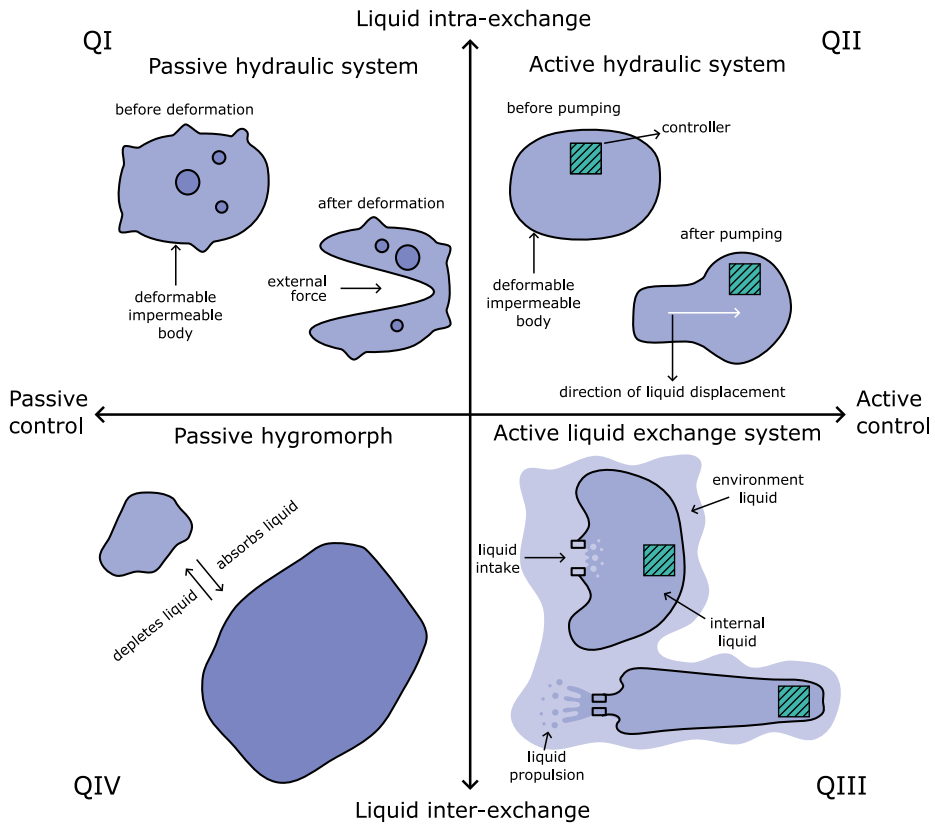 Liquid intra-exchange
QI
QII
Passive hydraulic system
Active hydraulic system
before deformation
before pumping
controller
after deformation
after pumping
external
force
deformable
impermeable
body
deformable
impermeable
body
direction of liquid displacement
Passive
control
Active
control
Passive hygromorph
Active liquid exchange system
environment
liquid
absorbs liquid
depletes liquid
liquid
intake
internal
liquid
liquid
propulsion
QIV
QIII
Liquid inter-exchange